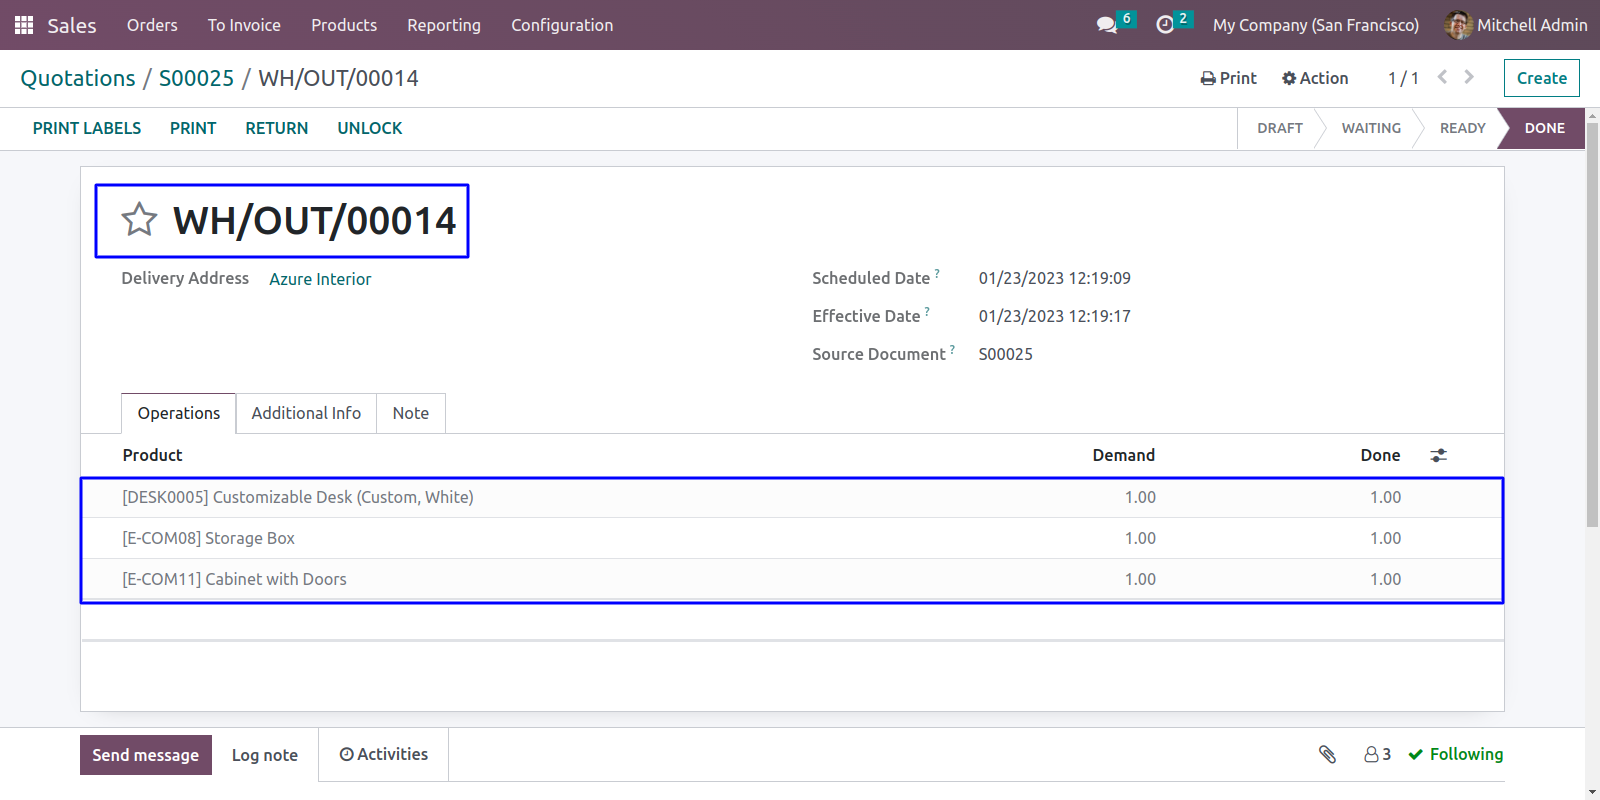 Sales Orders To Invoice Products Reporting Configuration 6 2 My Company (San Francisco) Mitchell Admin
Quotations / S00025 / WH/OUT/00014 Print Action 1 / 1 Create
PRINT LABELS PRINT RETURN UNLOCK DRAFT WAITING READY DONE
WH/OUT/00014
Delivery Address Azure Interior
Scheduled Date ? 01/23/2023 12:19:09
Effective Date ? 01/23/2023 12:19:17
Source Document ? S00025
Operations Additional Info Note
Product Demand Done
[DESK0005] Customizable Desk (Custom, White) 1.00 1.00
[E-COM08] Storage Box 1.00 1.00
[E-COM11] Cabinet with Doors 1.00 1.00
Send message Log note Activities 3 Following